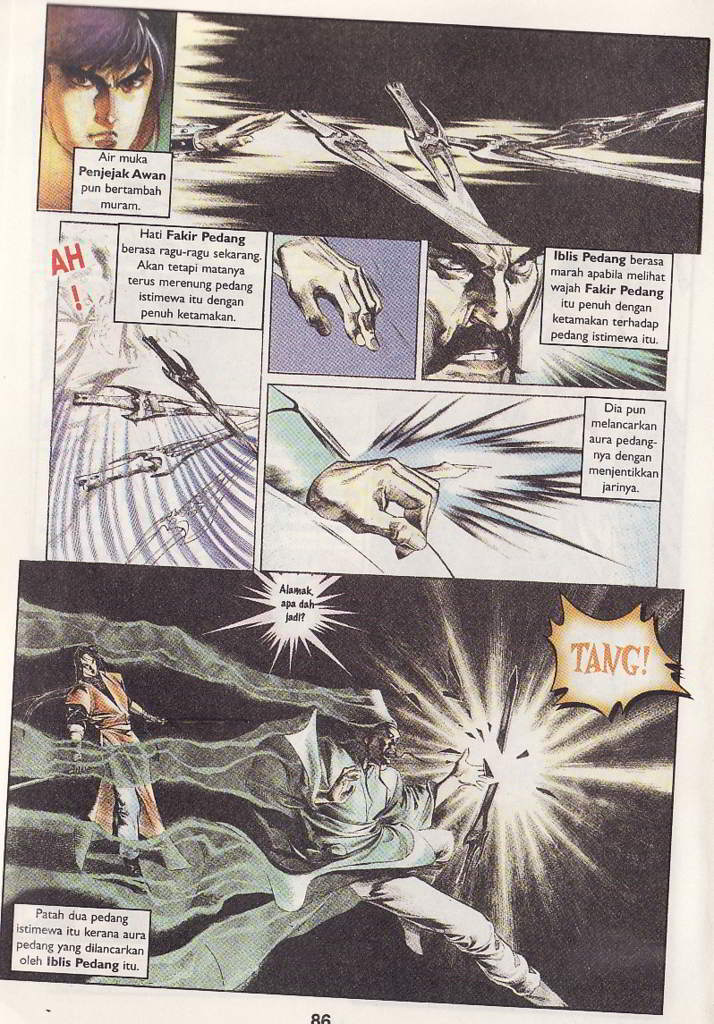 Air muka
Penjejak Awan
pun bertambah
muram.
AH
!
Hati Fakir Pedang
berasa ragu-ragu sekarang.
Akan tetapi matanya
terus merenung pedang
istimewa itu dengan
penuh ketamakan.
Iblis Pedang berasa
marah apabila melihat
wajah Fakir Pedang
itu penuh dengan
ketamakan terhadap
pedang istimewa itu.
Dia pun
melancarkan
aura pedang-
nya dengan
menjentikkan
jarinya.
Alamak,
apa dah
jadi?
TANG!
Patah dua pedang
istimewa itu kerana aura
pedang yang dilancarkan
oleh Iblis Pedang itu.
86